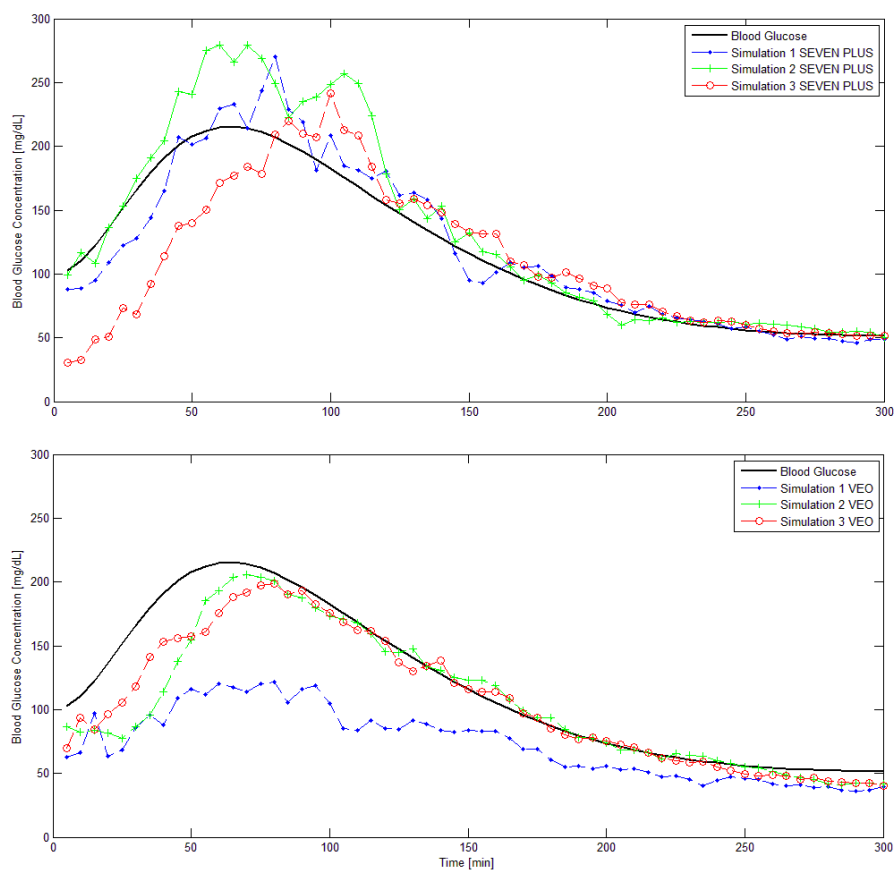 300
250
200
150
100
50
0
Blood Glucose Concentration [mg/dL]
Blood Glucose
Simulation 1 SEVEN PLUS
Simulation 2 SEVEN PLUS
Simulation 3 SEVEN PLUS
0 50 100 150 200 250 300
300
250
200
150
100
50
0
Blood Glucose Concentration [mg/dL]
Blood Glucose
Simulation 1 VEO
Simulation 2 VEO
Simulation 3 VEO
0 50 100 150 200 250 300
Time [min]